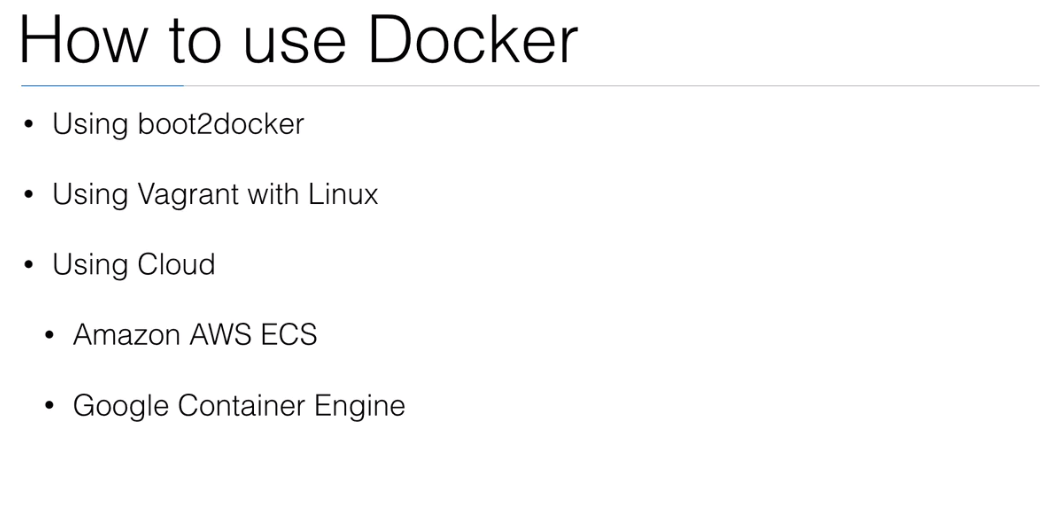 How to use Docker
• Using boot2docker
• Using Vagrant with Linux
• Using Cloud
• Amazon AWS ECS
• Google Container Engine